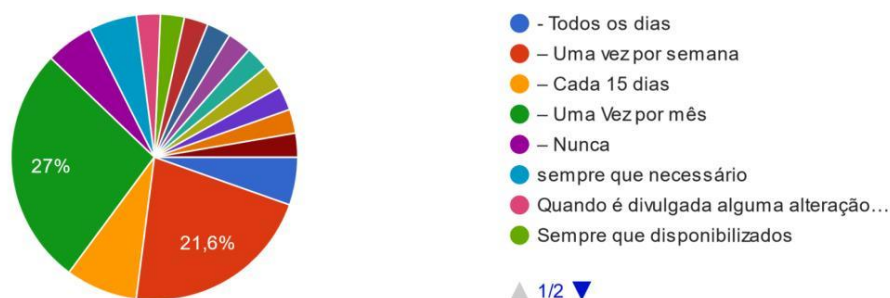 27%
21,6%
- Todos os dias
– Uma vez por semana
– Cada 15 dias
– Uma Vez por mês
– Nunca
sempre que necessário
Quando é divulgada alguma alteração…
Sempre que disponibilizados
1/2